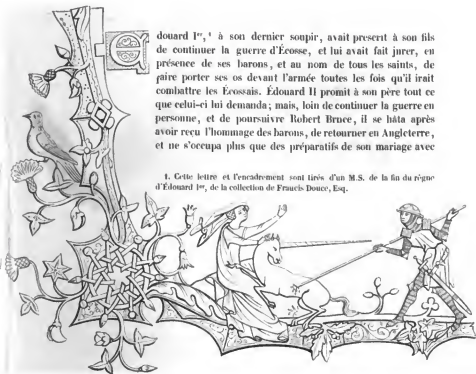 Édouard Iᵉʳ,¹ à son dernier soupir, avait prescrit à son fils
de continuer la guerre d'Écosse, et lui avait fait jurer, en
présence de ses barons, et au nom de tous les saints, de
faire porter ses os devant l'armée toutes les fois qu'il irait
combattre les Écossais. Édouard II promit à son père tout ce
que celui-ci lui demanda; mais, loin de continuer la guerre en
personne, et de poursuivre Robert Bruce, il se hâta après
avoir reçu l'hommage des barons, de retourner en Angleterre,
et ne s'occupa plus que des préparatifs de son mariage avec
1. Cette lettre et l'encadrement sont tirés d'un M.S. de la fin du règne
d'Édouard 1ᵉʳ, de la collection de Francis Douce, Esq.